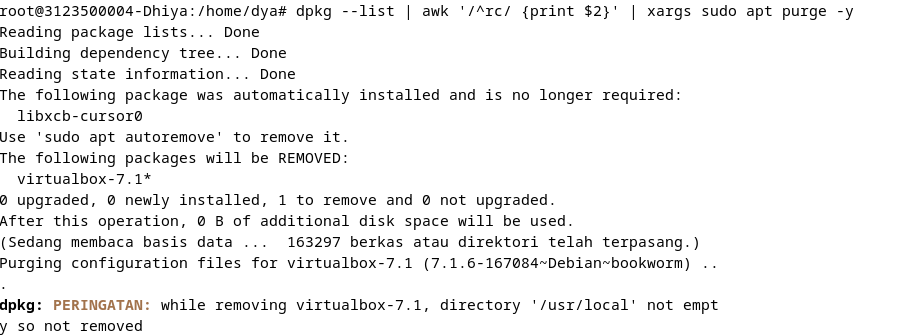 root@3123500004-Dhiya:/home/dya# dpkg --list | awk '/^rc/ {print $2}' | xargs sudo apt purge -y
Reading package lists... Done
Building dependency tree... Done
Reading state information... Done
The following package was automatically installed and is no longer required:
  libxcb-cursor0
Use 'sudo apt autoremove' to remove it.
The following packages will be REMOVED:
  virtualbox-7.1*
0 upgraded, 0 newly installed, 1 to remove and 0 not upgraded.
After this operation, 0 B of additional disk space will be used.
(Sedang membaca basis data ...  163297 berkas atau direktori telah terpasang.)
Purging configuration files for virtualbox-7.1 (7.1.6-167084~Debian~bookworm) ..
.
dpkg: PERINGATAN: while removing virtualbox-7.1, directory '/usr/local' not empt
y so not removed